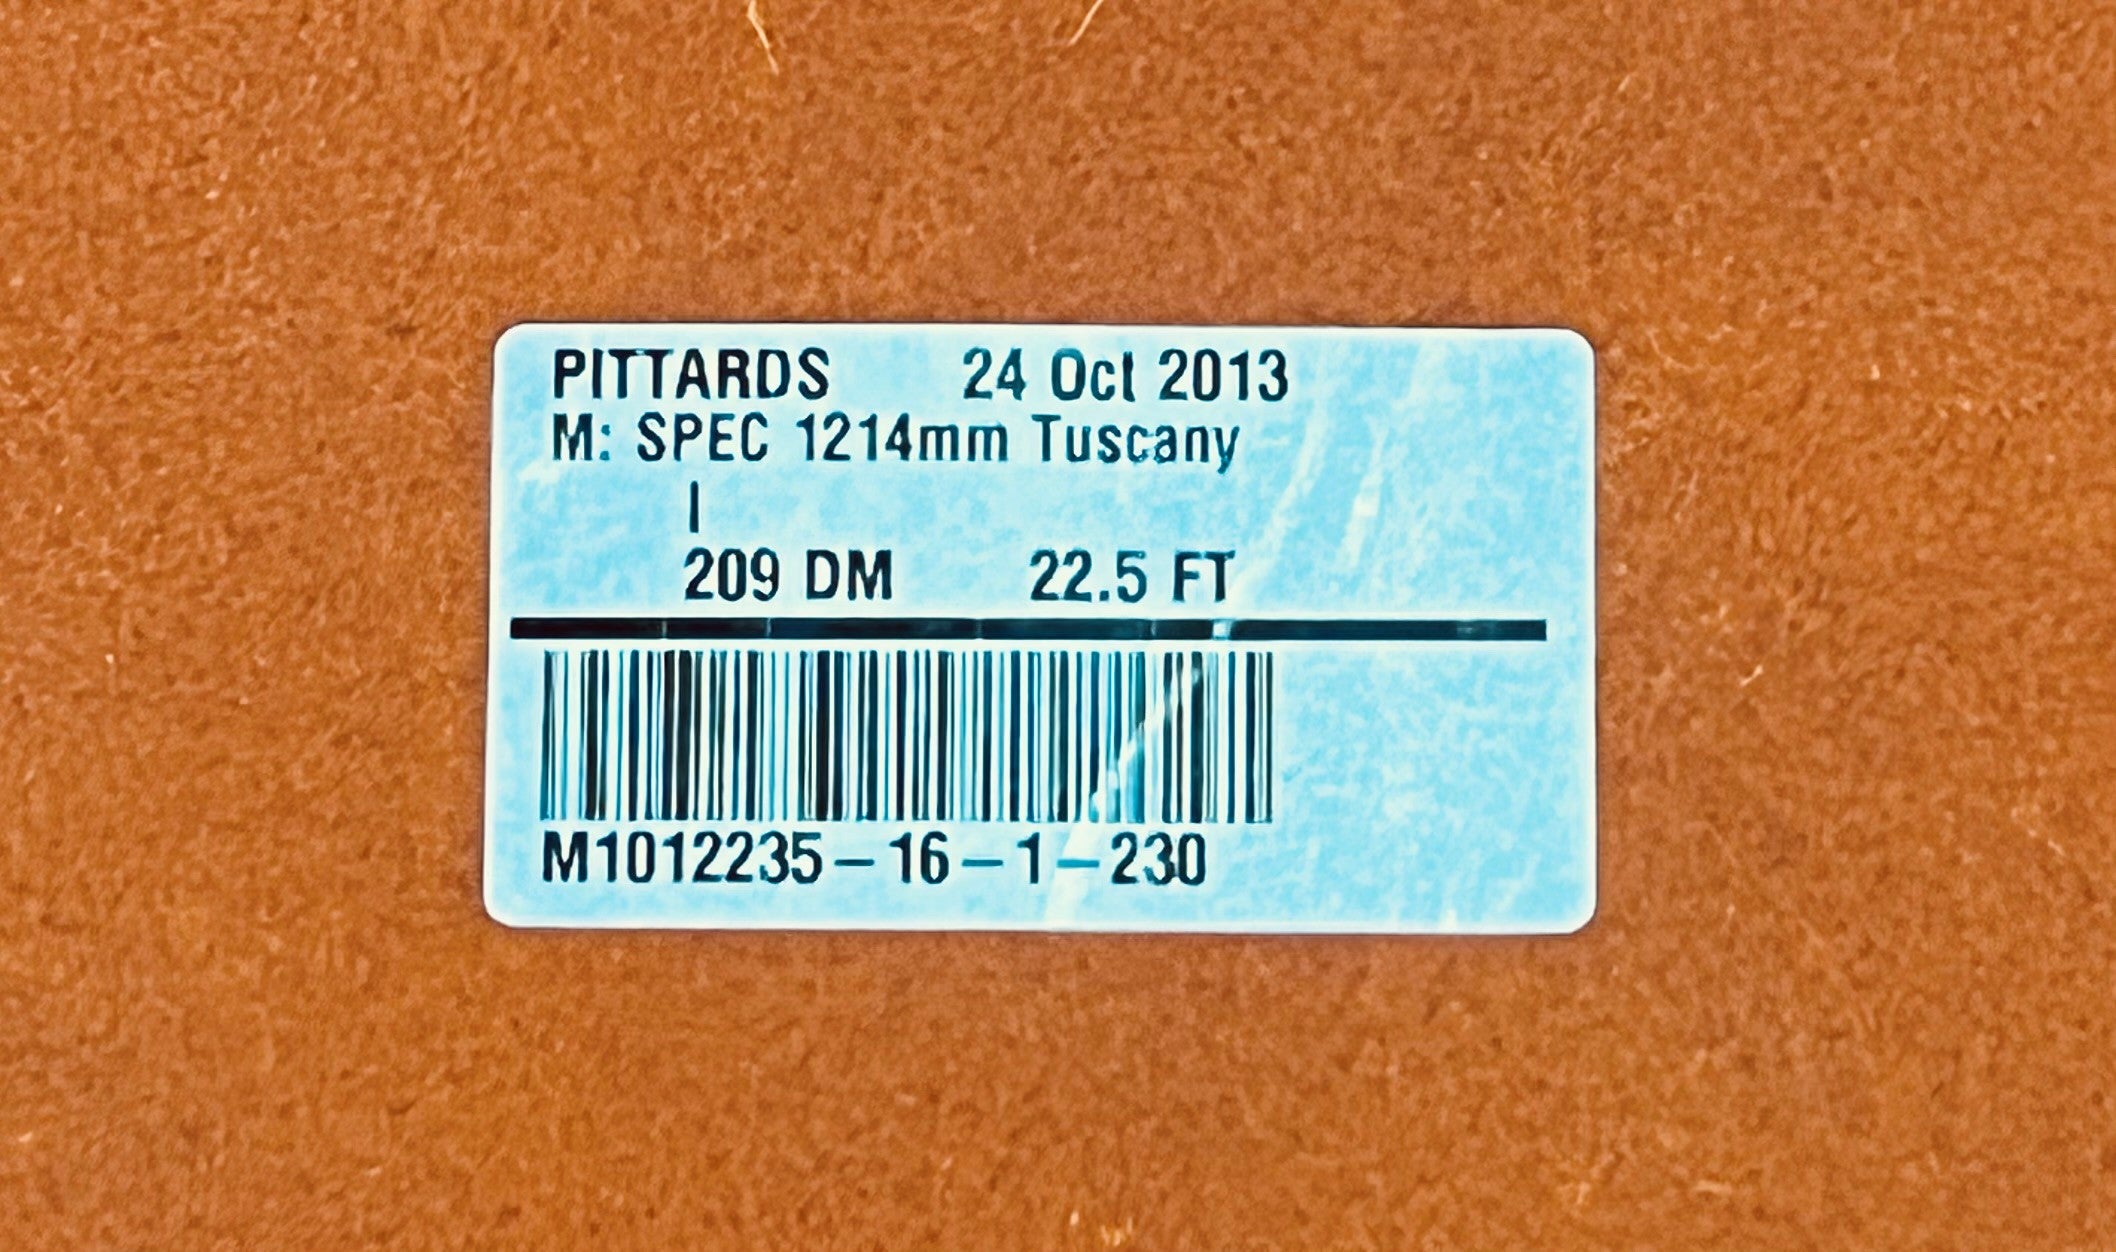 PITTARDS 24 Oct 2013
M: SPEC 1214mm Tuscany
I
209 DM 22.5 FT
M1012235-16-1-230